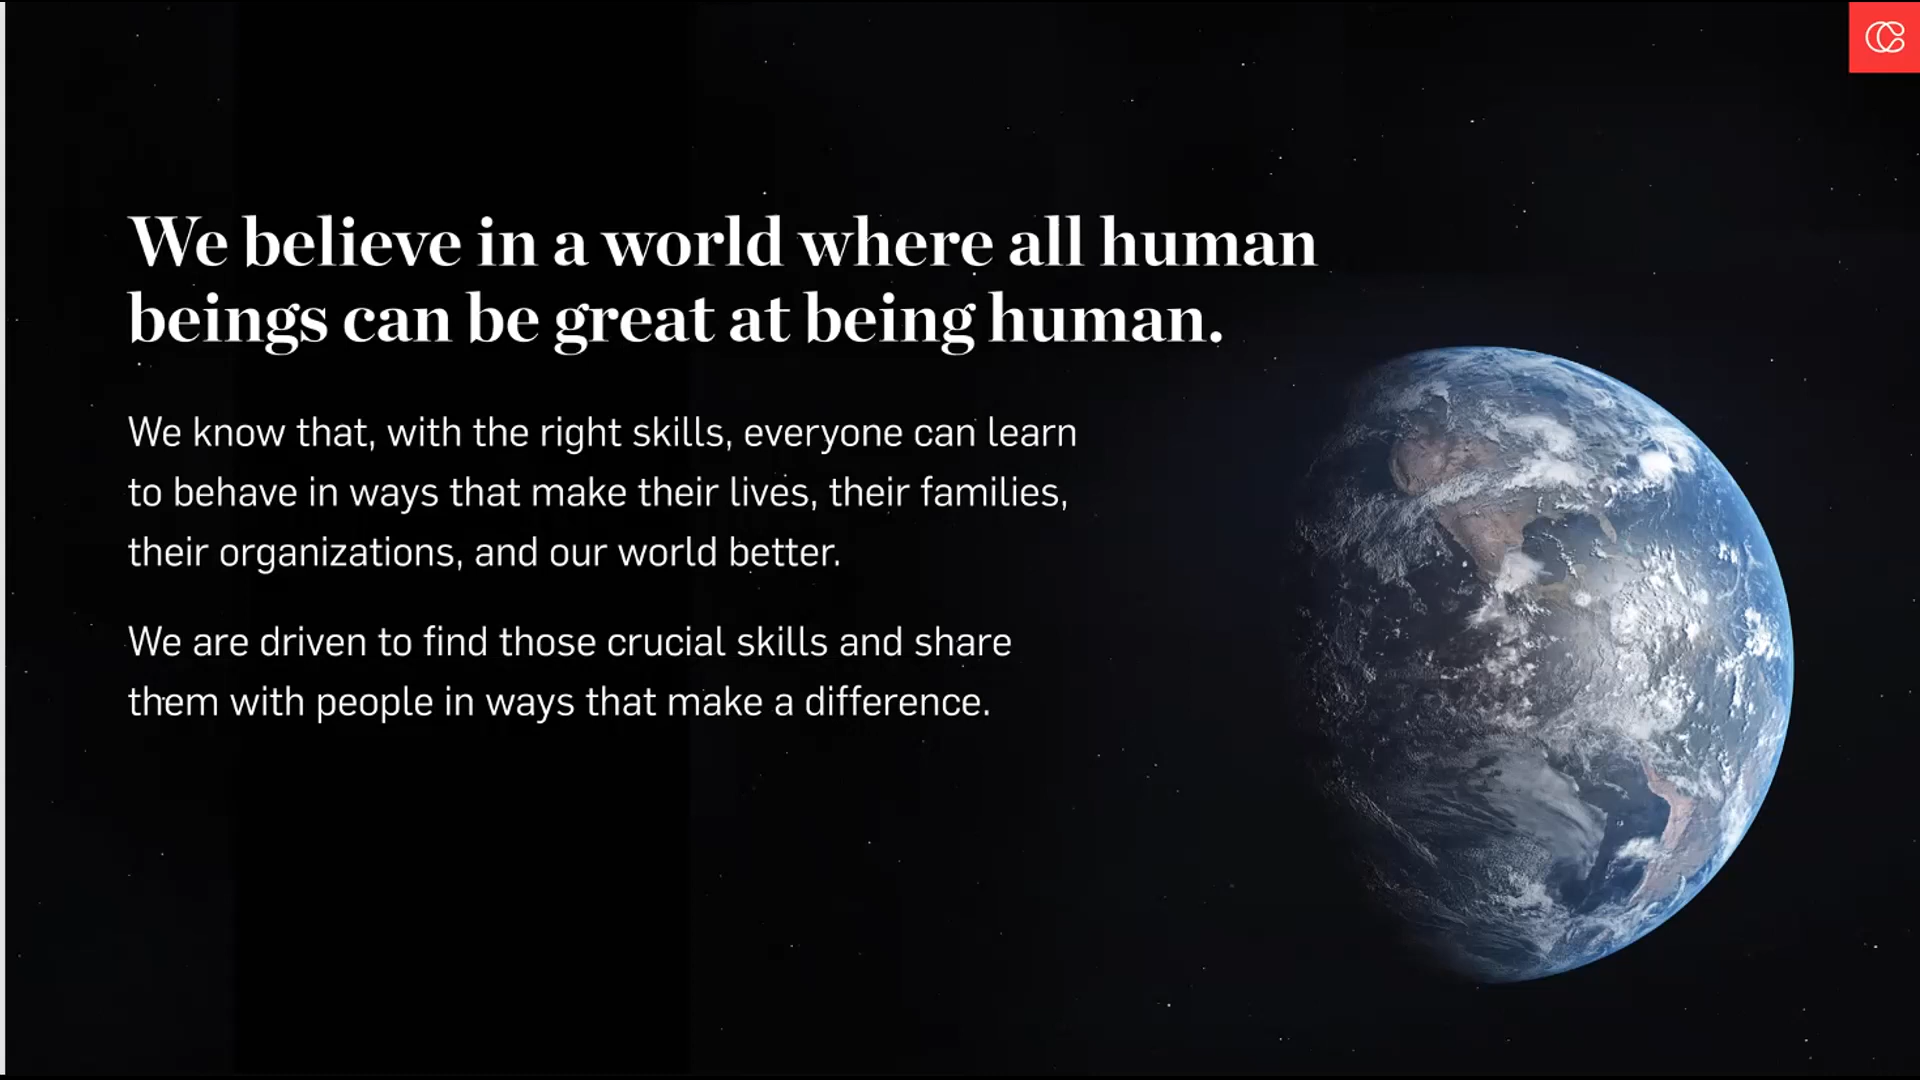 We believe in a world where all human
beings can be great at being human.
We know that, with the right skills, everyone can learn
to behave in ways that make their lives, their families,
their organizations, and our world better.
We are driven to find those crucial skills and share
them with people in ways that make a difference.